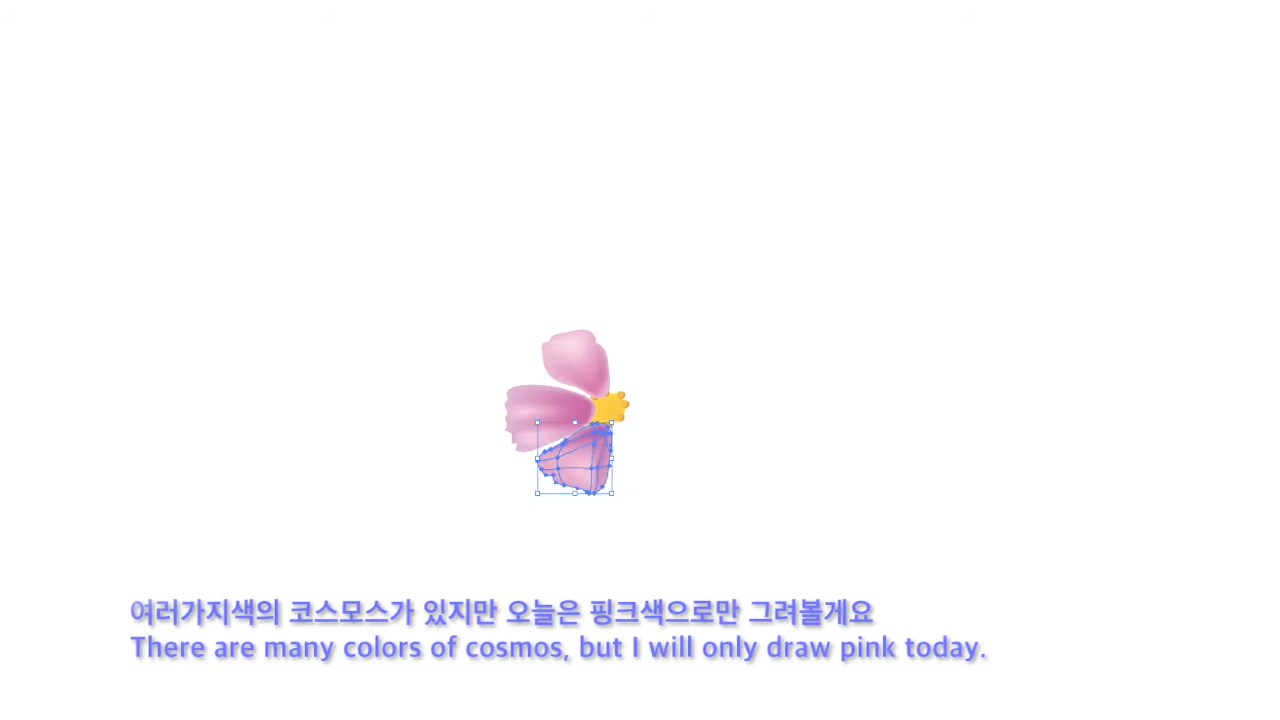 여러가지색의 코스모스가 있지만 오늘은 핑크색으로만 그려볼게요
There are many colors of cosmos, but I will only draw pink today.